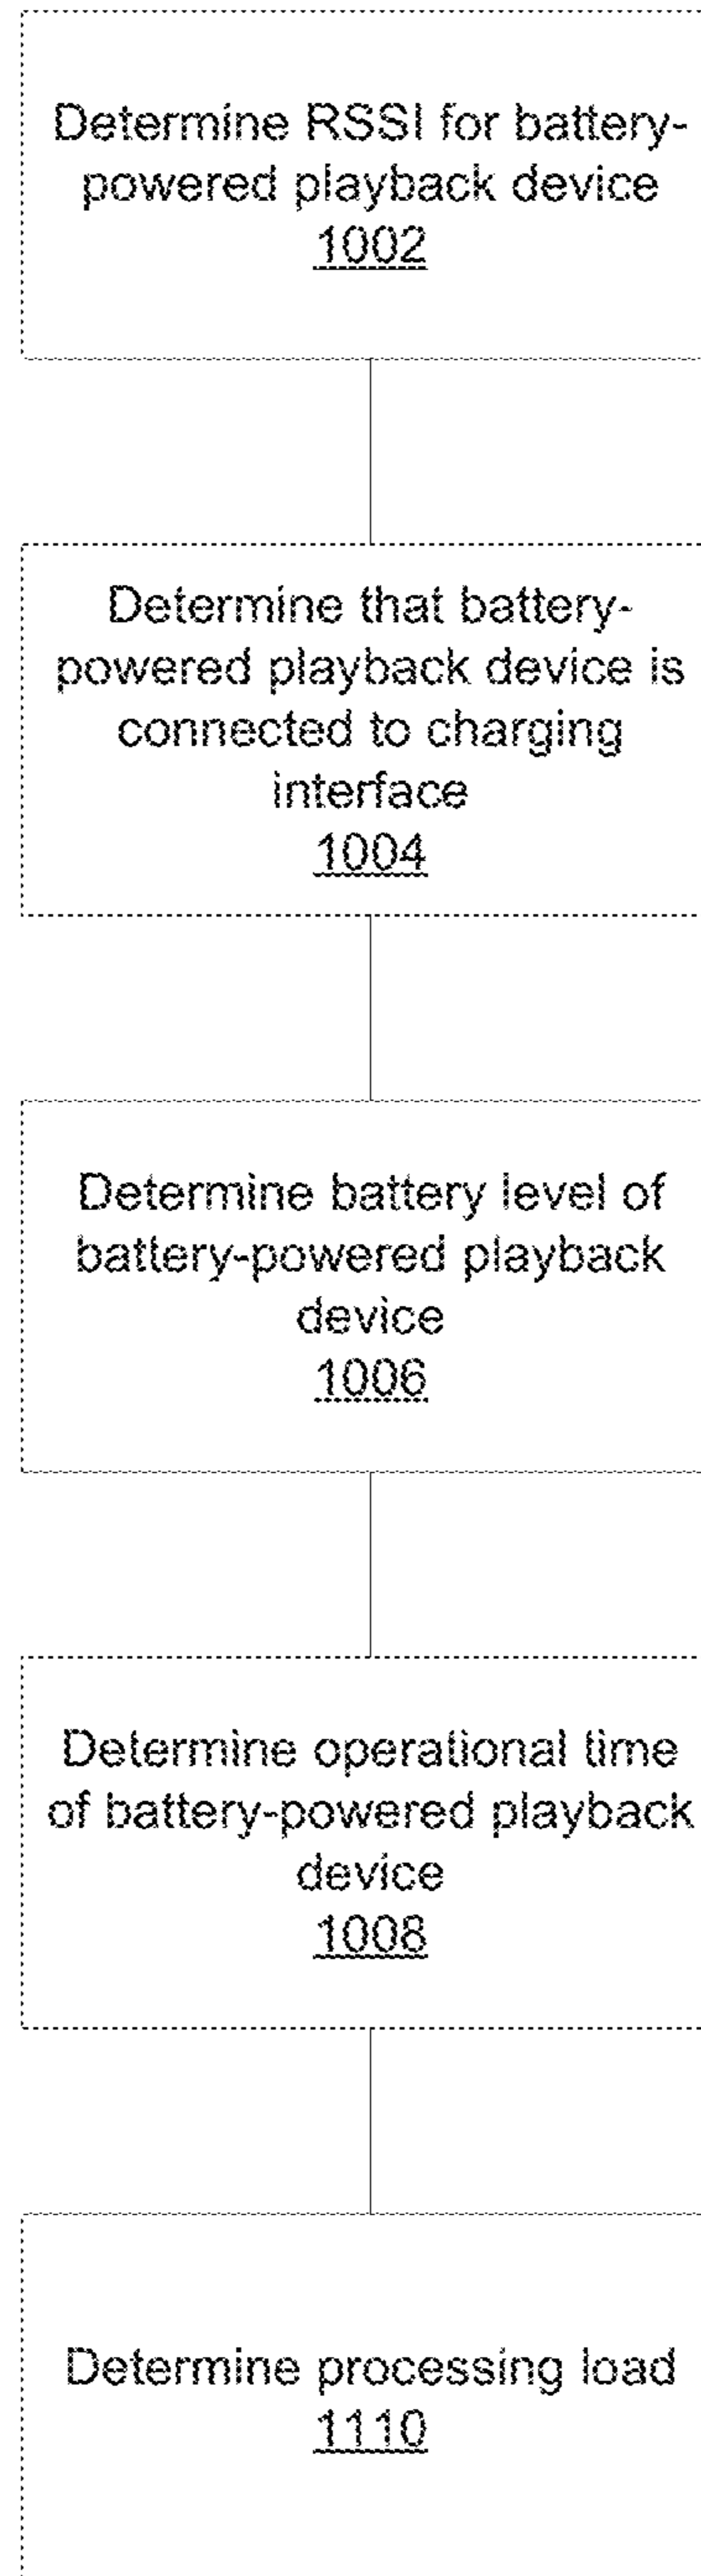 Determine RSSI for battery-
powered playback device
1002
Determine that battery-
powered playback device is
connected to charging
interface
1004
Determine battery level of
battery-powered playback
device
1006
Determine operational time
of battery-powered playback
device
1008
Determine processing load
1110